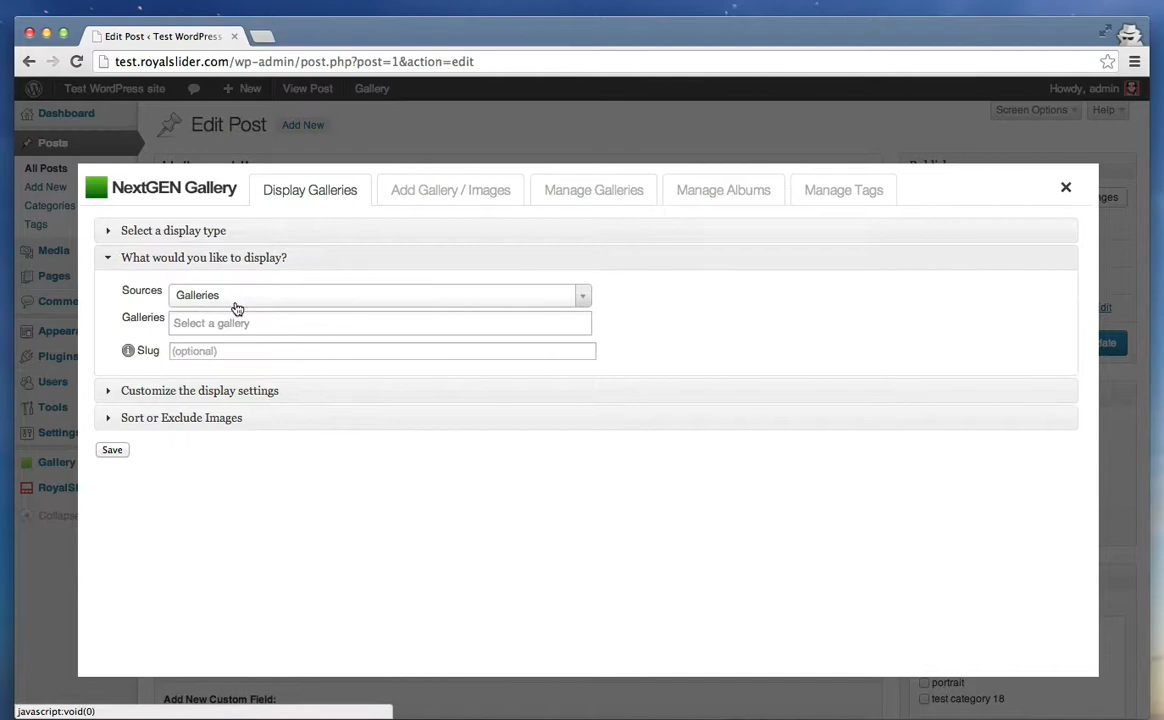 Edit Post ‹ Test WordPress
test.royalslider.com/wp-admin/post.php?post=1&action=edit
Test WordPress site + New View Post Gallery Howdy, admin
Dashboard
Edit Post Add New
Screen Options Help
Posts
All Posts
Add New
Categories
Tags
Media
Pages
Comme
Appear
Plugins
Users
Tools
Setting
Gallery
RoyalSl
Collapse
NextGEN Gallery Display Galleries Add Gallery / Images Manage Galleries Manage Albums Manage Tags
Select a display type
What would you like to display?
Sources Galleries
Galleries Select a gallery
Slug (optional)
Customize the display settings
Sort or Exclude Images
Save
Add New Custom Field:
portrait
test category 18
javascript:void(0)